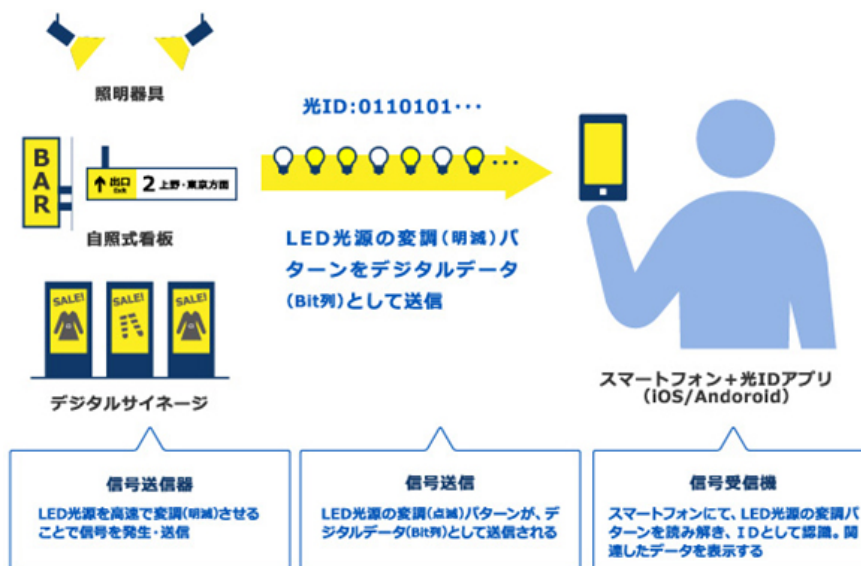 照明器具
BAR
↑出口
Exit
2 上野・東京方面
自照式看板
SALE!
SALE!
SALE!
デジタルサイネージ
光ID:0110101・・・
・・・
LED光源の変調(明滅)パ
ターンをデジタルデータ
(Bit列)として送信
スマートフォン+光IDアプリ
(iOS/Andoroid)
信号送信器
LED光源を高速で変調(明滅)させる
ことで信号を発生・送信
信号送信
LED光源の変調(点滅)パターンが、デ
ジタルデータ(Bit列)として送信される
信号受信機
スマートフォンにて、LED光源の変調パ
ターンを読み解き、IDとして認識。関
連したデータを表示する